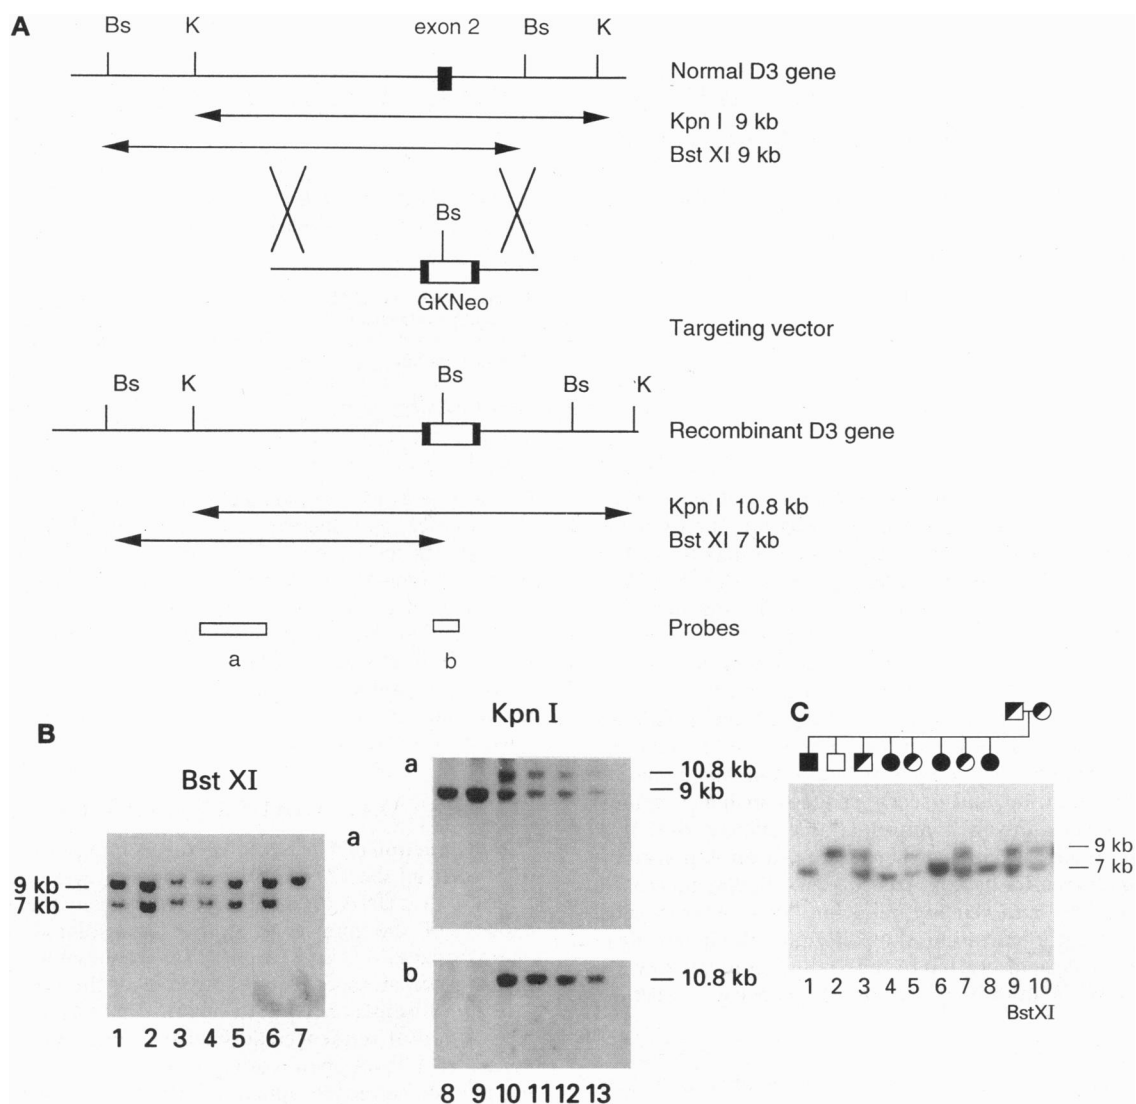 A
Bs K exon 2 Bs K
Normal D3 gene
Kpn I 9 kb
Bst XI 9 kb
Bs
GKNeo
Targeting vector
Bs K Bs Bs K
Recombinant D3 gene
Kpn I 10.8 kb
Bst XI 7 kb
Probes
a b
B
Bst XI
9 kb
7 kb
1 2 3 4 5 6 7
Kpn I
a
a
10.8 kb
9 kb
b
10.8 kb
8 9 10 11 12 13
C
9 kb
7 kb
1 2 3 4 5 6 7 8 9 10
BstXI